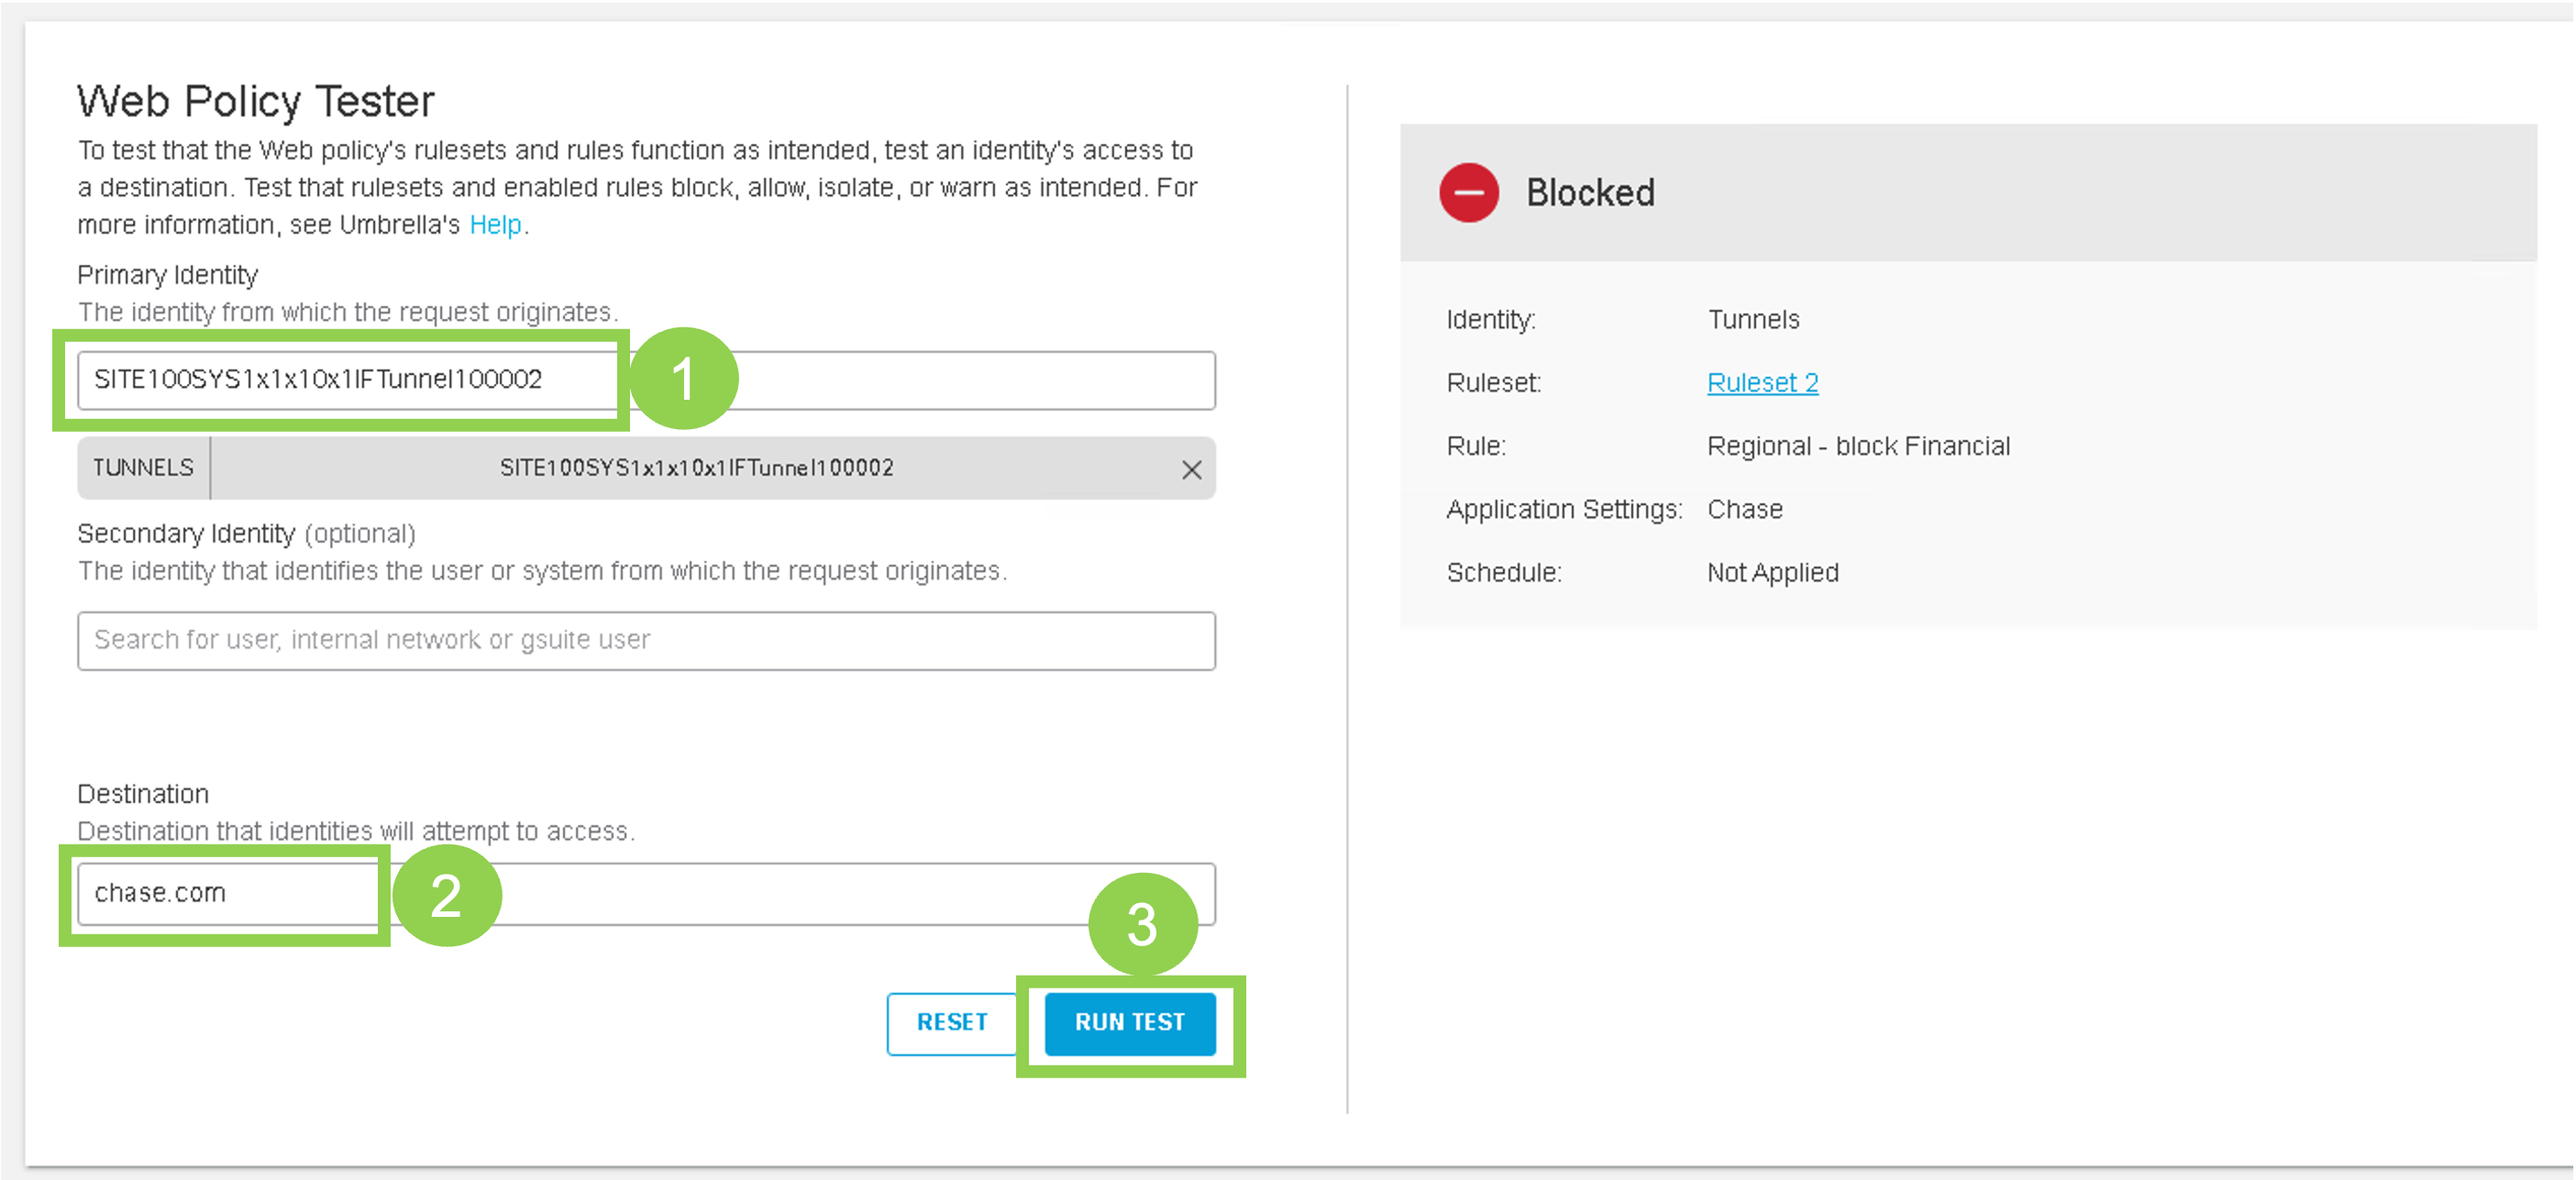 Web Policy Tester
To test that the Web policy's rulesets and rules function as intended, test an identity's access to
a destination. Test that rulesets and enabled rules block, allow, isolate, or warn as intended. For
more information, see Umbrella's Help.
Primary Identity
The identity from which the request originates.
SITE100SYS1x1x10x1IFTunnel100002
1
TUNNELS SITE100SYS1x1x10x1IFTunnel100002
Secondary Identity (optional)
The identity that identifies the user or system from which the request originates.
Search for user, internal network or gsuite user
Destination
Destination that identities will attempt to access.
chase.com
2
3
RESET RUN TEST
Blocked
Identity: Tunnels
Ruleset: Ruleset 2
Rule: Regional - block Financial
Application Settings: Chase
Schedule: Not Applied